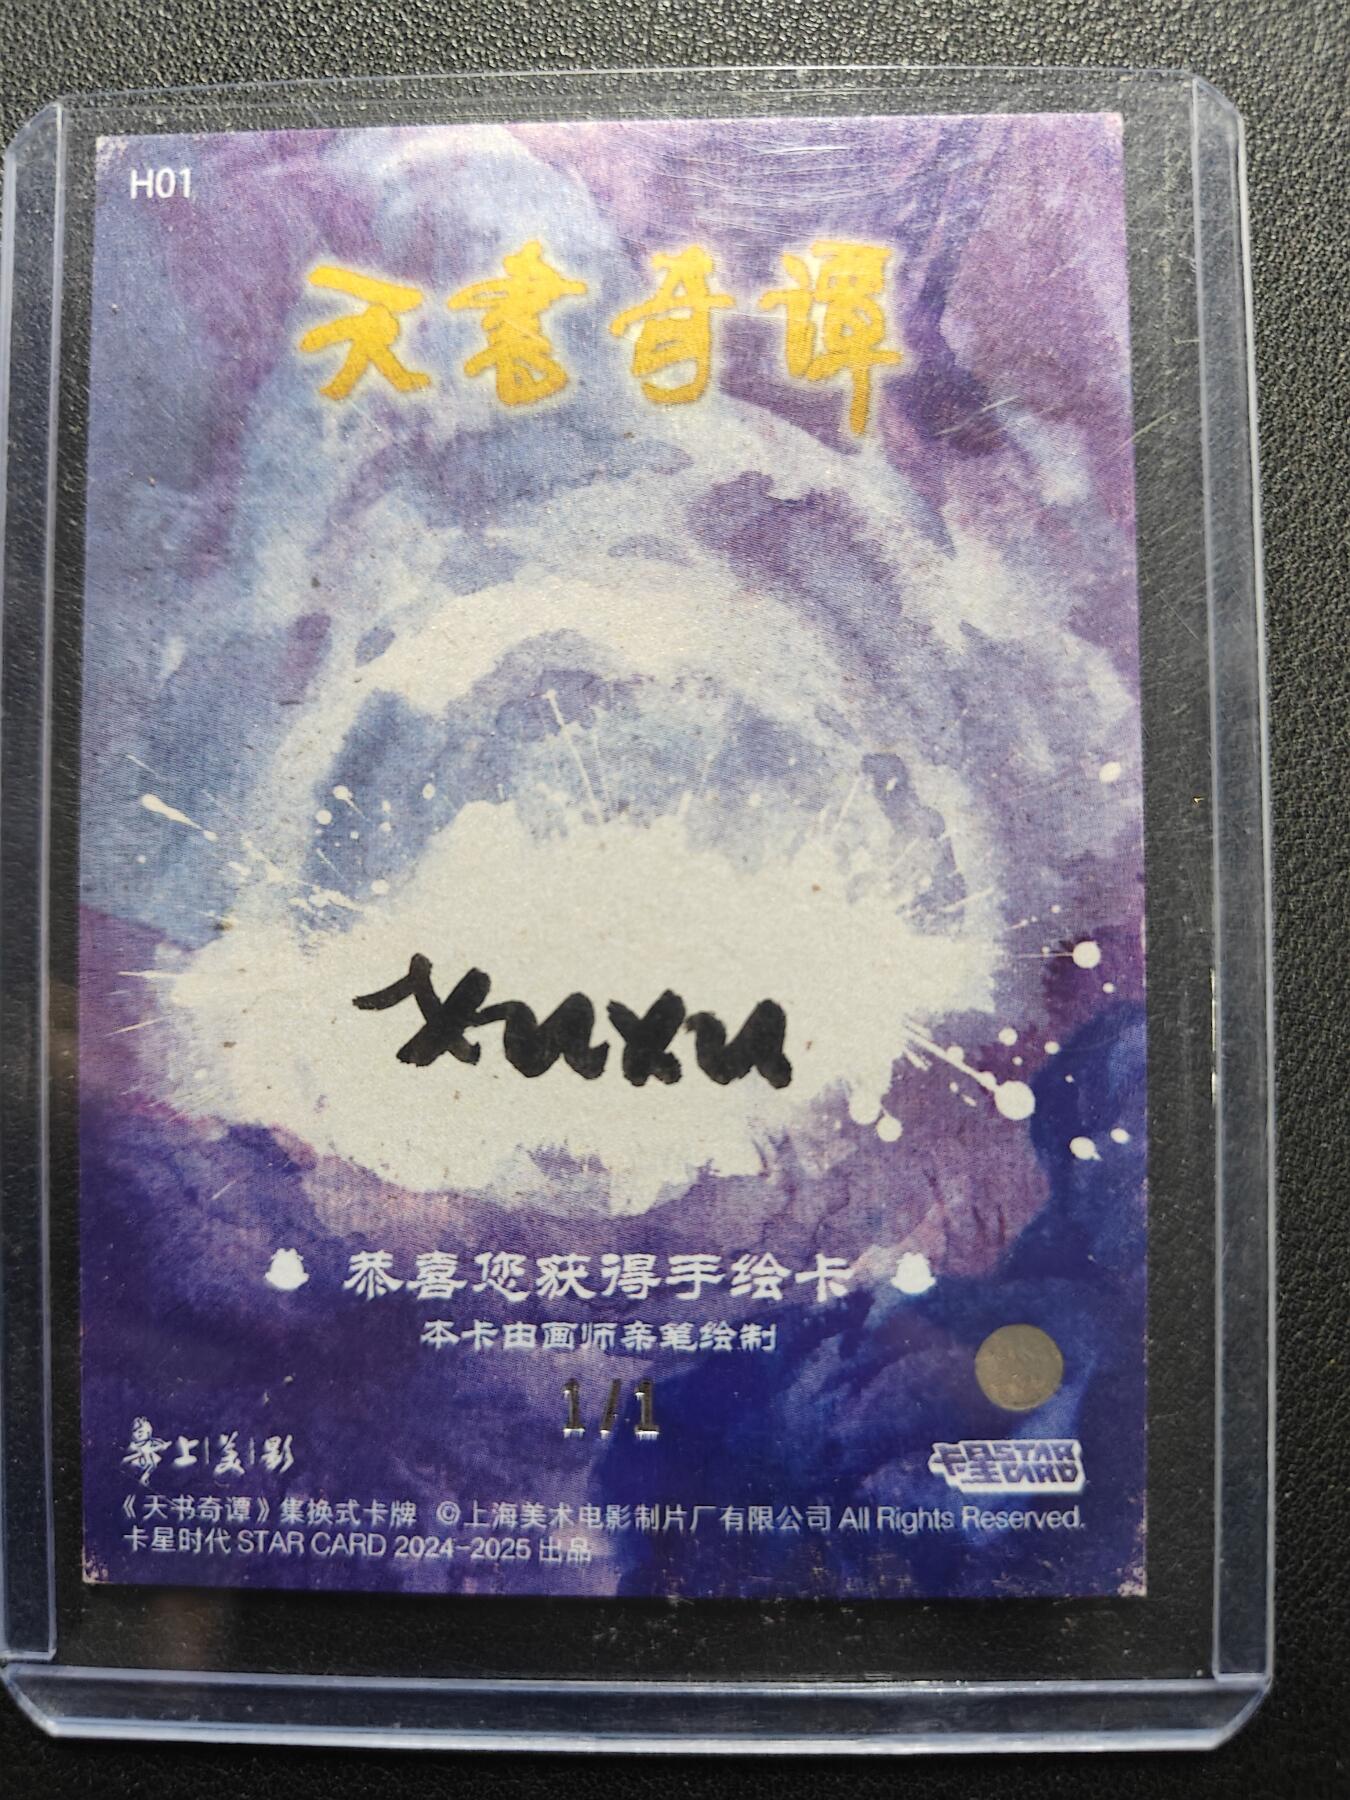 H01
天书奇谭
xuxu
恭喜您获得手绘卡
本卡由画师亲笔绘制
1/1
上美影
卡星STAR CARD
《天书奇谭》集换式卡牌 ©上海美术电影制片厂有限公司 All Rights Reserved.
卡星时代 STAR CARD 2024-2025 出品